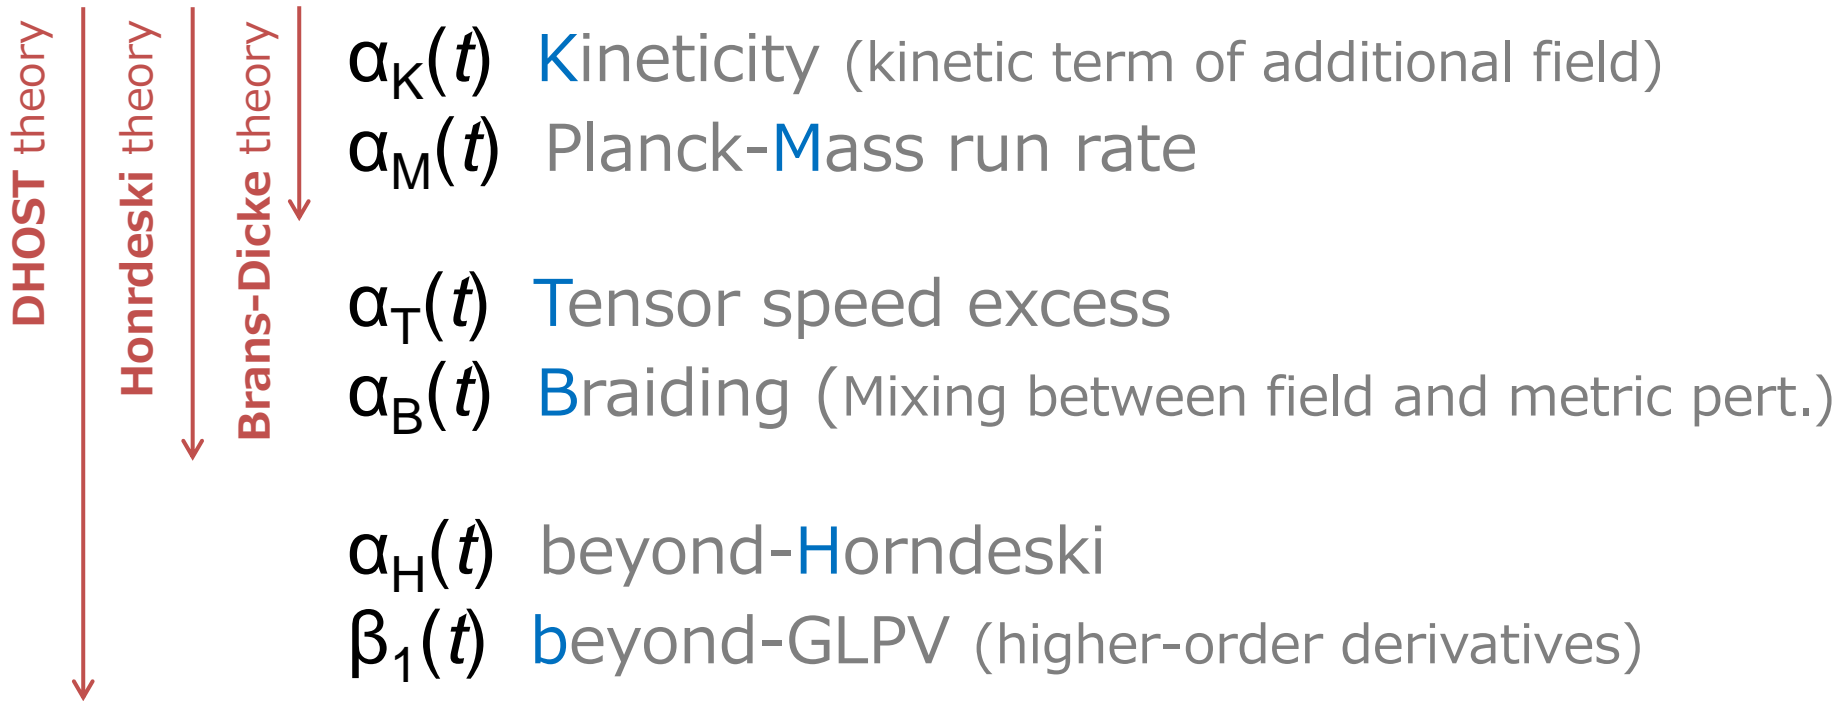 DHOST theory
Honrdeski theory
Brans-Dicke theory
αK(t) Kineticity (kinetic term of additional field)
αM(t) Planck-Mass run rate
αT(t) Tensor speed excess
αB(t) Braiding (Mixing between field and metric pert.)
αH(t) beyond-Horndeski
β1(t) beyond-GLPV (higher-order derivatives)